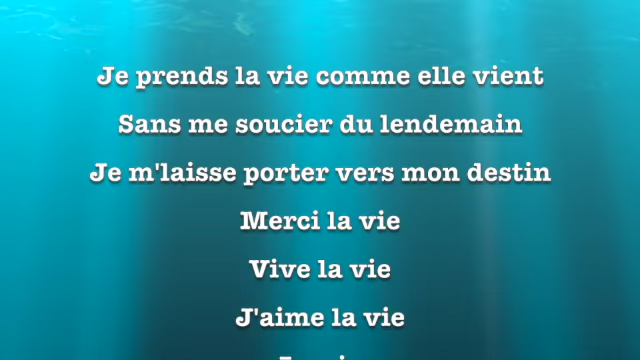 Je prends la vie comme elle vient
Sans me soucier du lendemain
Je m'laisse porter vers mon destin
Merci la vie
Vive la vie
J'aime la vie